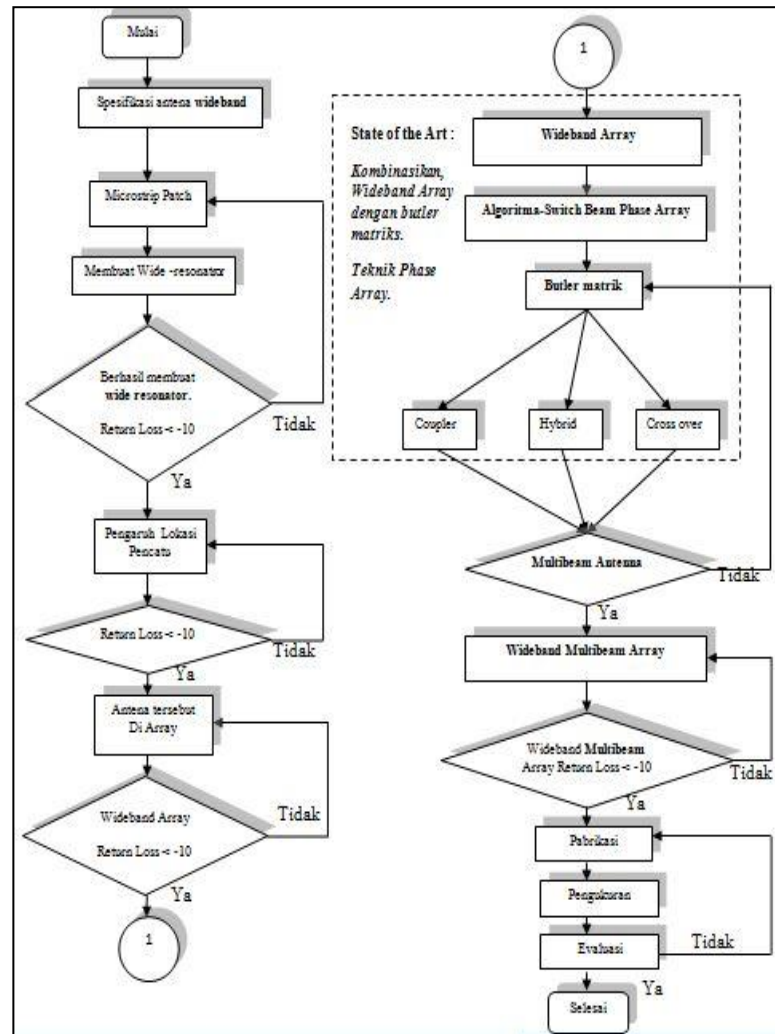 Mulai
Spesifikasi antena wideband
Microstrip Patch
Membuat Wide -resonator
Berhasil membuat
wide resonator.
Return Loss < -10
Tidak
Ya
Pengaruh Lokasi
Pencatu
Return Loss < -10
Tidak
Ya
Antena tersebut
Di Array
Wideband Array
Return Loss < -10
Tidak
Ya
1
1
State of the Art :
Kombinasikan,
Wideband Array
dengan butler
matriks.
Teknik Phase
Array.
Wideband Array
Algoritma-Switch Beam Phase Array
Butler matrik
Coupler
Hybrid
Cross over
Multibeam Antenna
Tidak
Ya
Wideband Multibeam Array
Wideband Multibeam
Array Return Loss < -10
Tidak
Ya
Pabrikasi
Pengukuran
Evaluasi
Tidak
Ya
Selesai